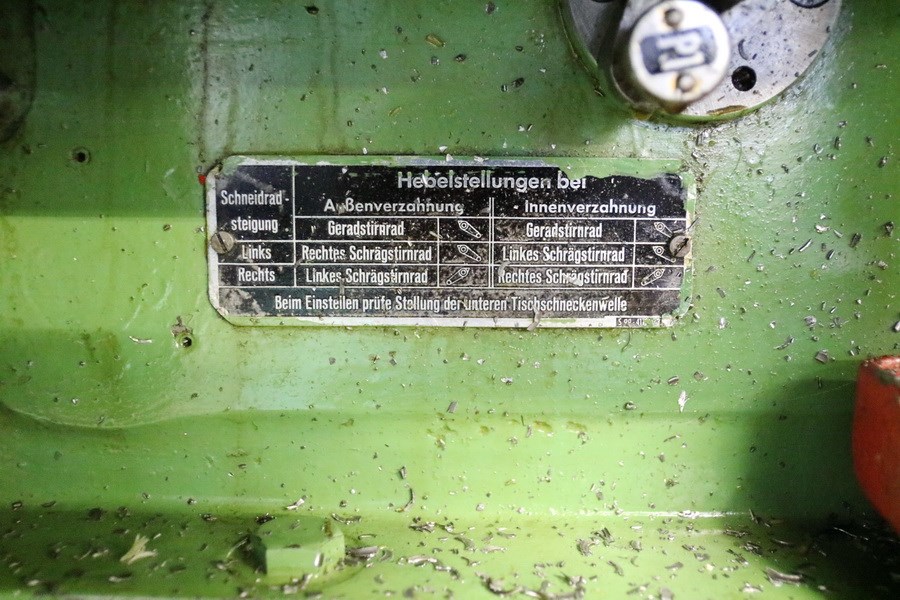 P1
Hebelstellungen bei
Schneidrad-
steigung
Außenverzahnung Innenverzahnung
Geradstirnrad Geradstirnrad
Links Rechtes Schrägstirnrad Linkes Schrägstirnrad
Rechts Linkes Schrägstirnrad Rechtes Schrägstirnrad
Beim Einstellen prüfe Stellung der unteren Tischschneckenwelle